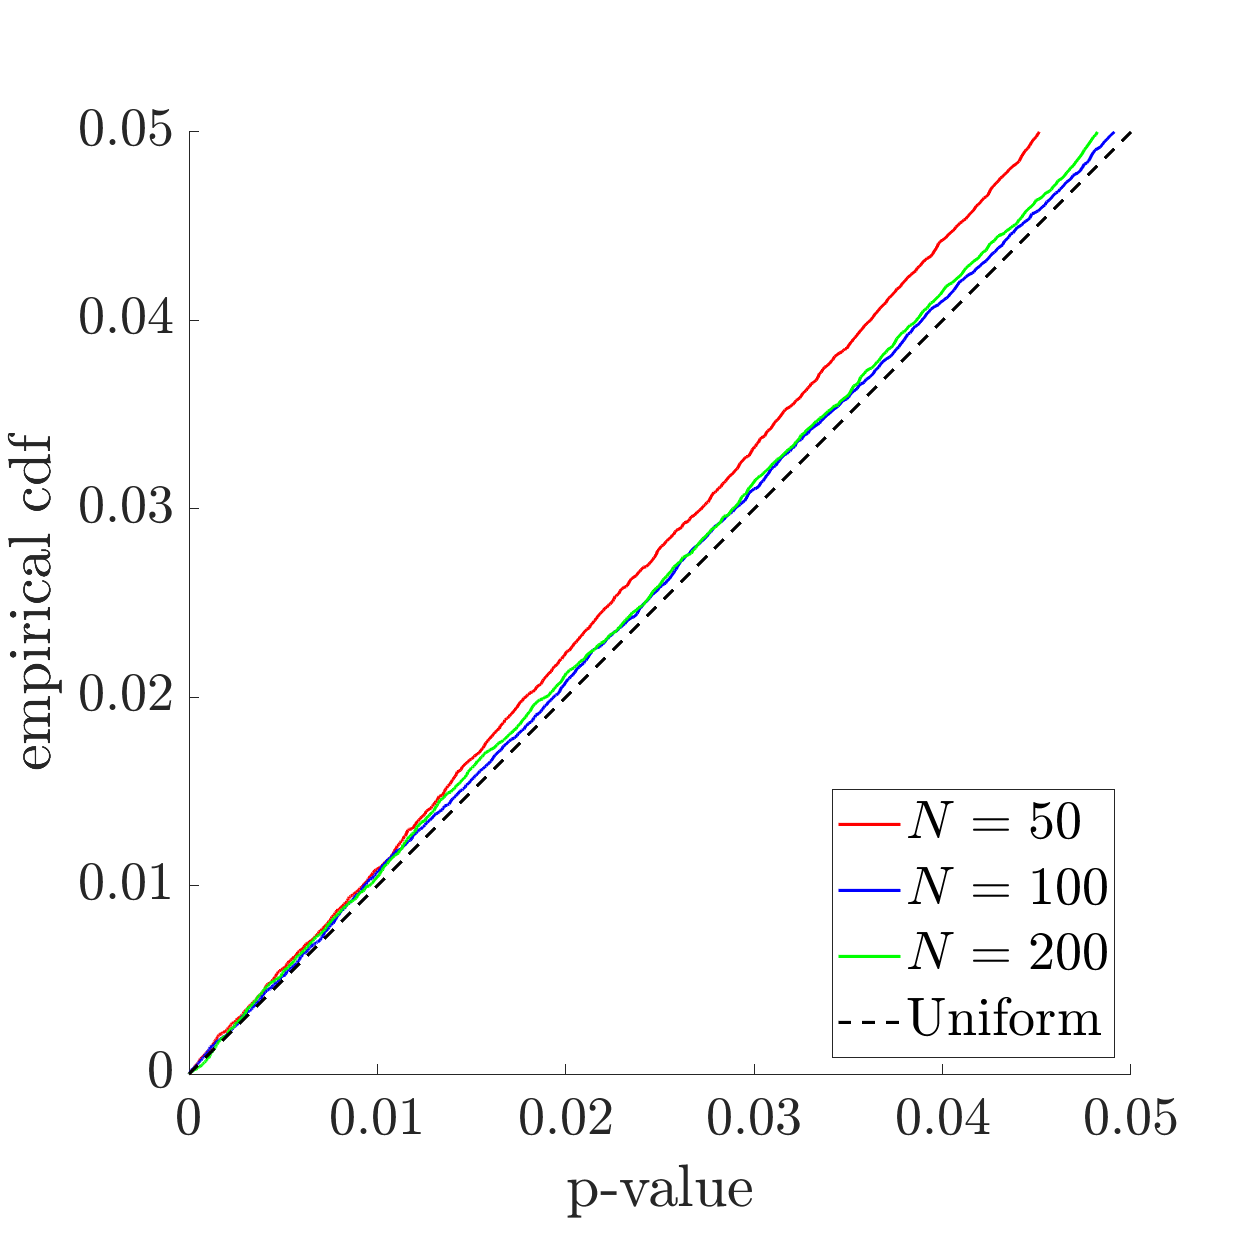 0.05
0.04
0.03
0.02
0.01
0
empirical cdf
N = 50
N = 100
N = 200
Uniform
0 0.01 0.02 0.03 0.04 0.05
p-value